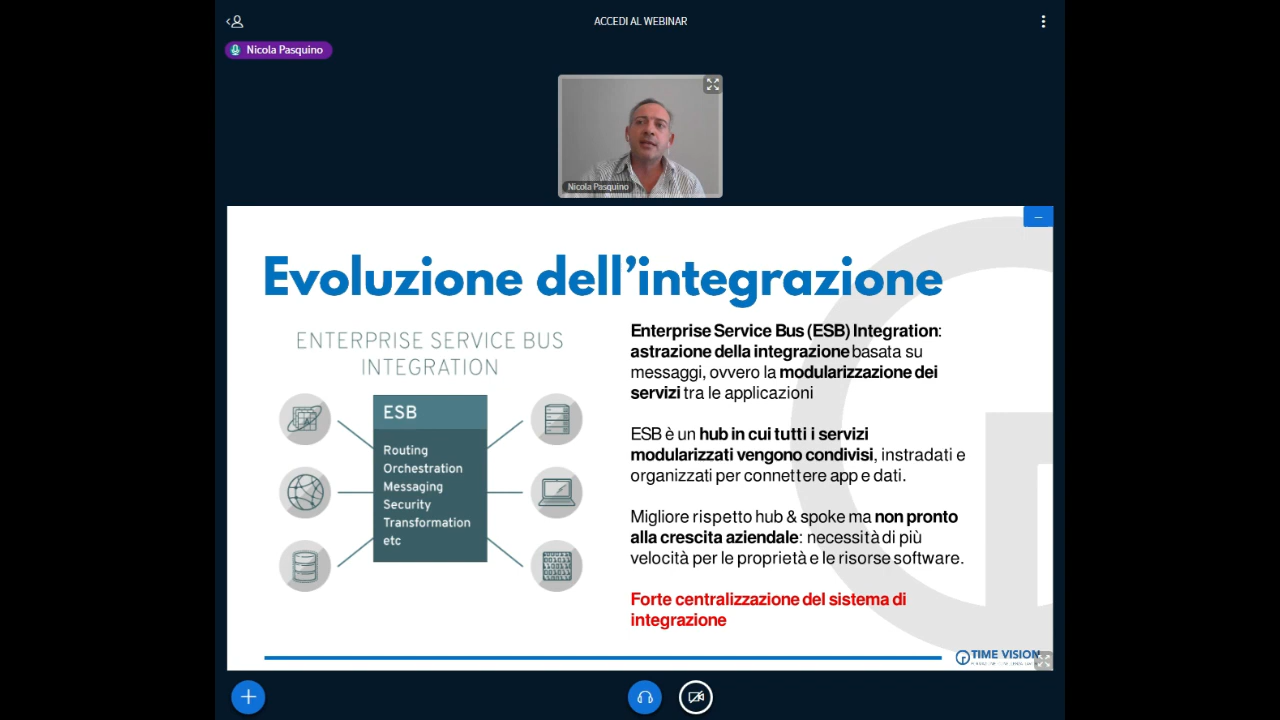 ACCEDI AL WEBINAR
Nicola Pasquino
Nicola Pasquino
Evoluzione dell'integrazione
ENTERPRISE SERVICE BUS
INTEGRATION
ESB
Routing
Orchestration
Messaging
Security
Transformation
etc
Enterprise Service Bus (ESB) Integration:
astrazione della integrazione basata su
messaggi, ovvero la modularizzazione dei
servizi tra le applicazioni
ESB è un hub in cui tutti i servizi
modularizzati vengono condivisi, instradati e
organizzati per connettere app e dati.
Migliore rispetto hub & spoke ma non pronto
alla crescita aziendale: necessità di più
velocità per le proprietà e le risorse software.
Forte centralizzazione del sistema di
integrazione
TIME VISION